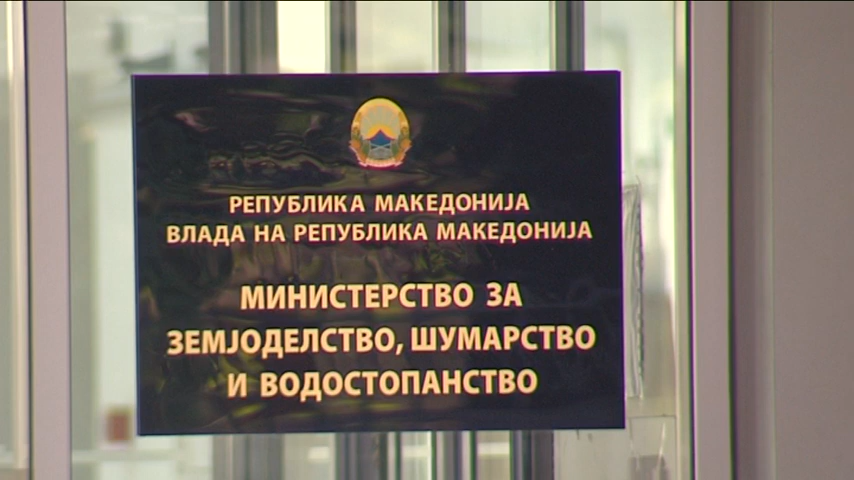 РЕПУБЛИКА МАКЕДОНИЈА
ВЛАДА НА РЕПУБЛИКА МАКЕДОНИЈА
МИНИСТЕРСТВО ЗА
ЗЕМЈОДЕЛСТВО, ШУМАРСТВО
И ВОДОСТОПАНСТВО